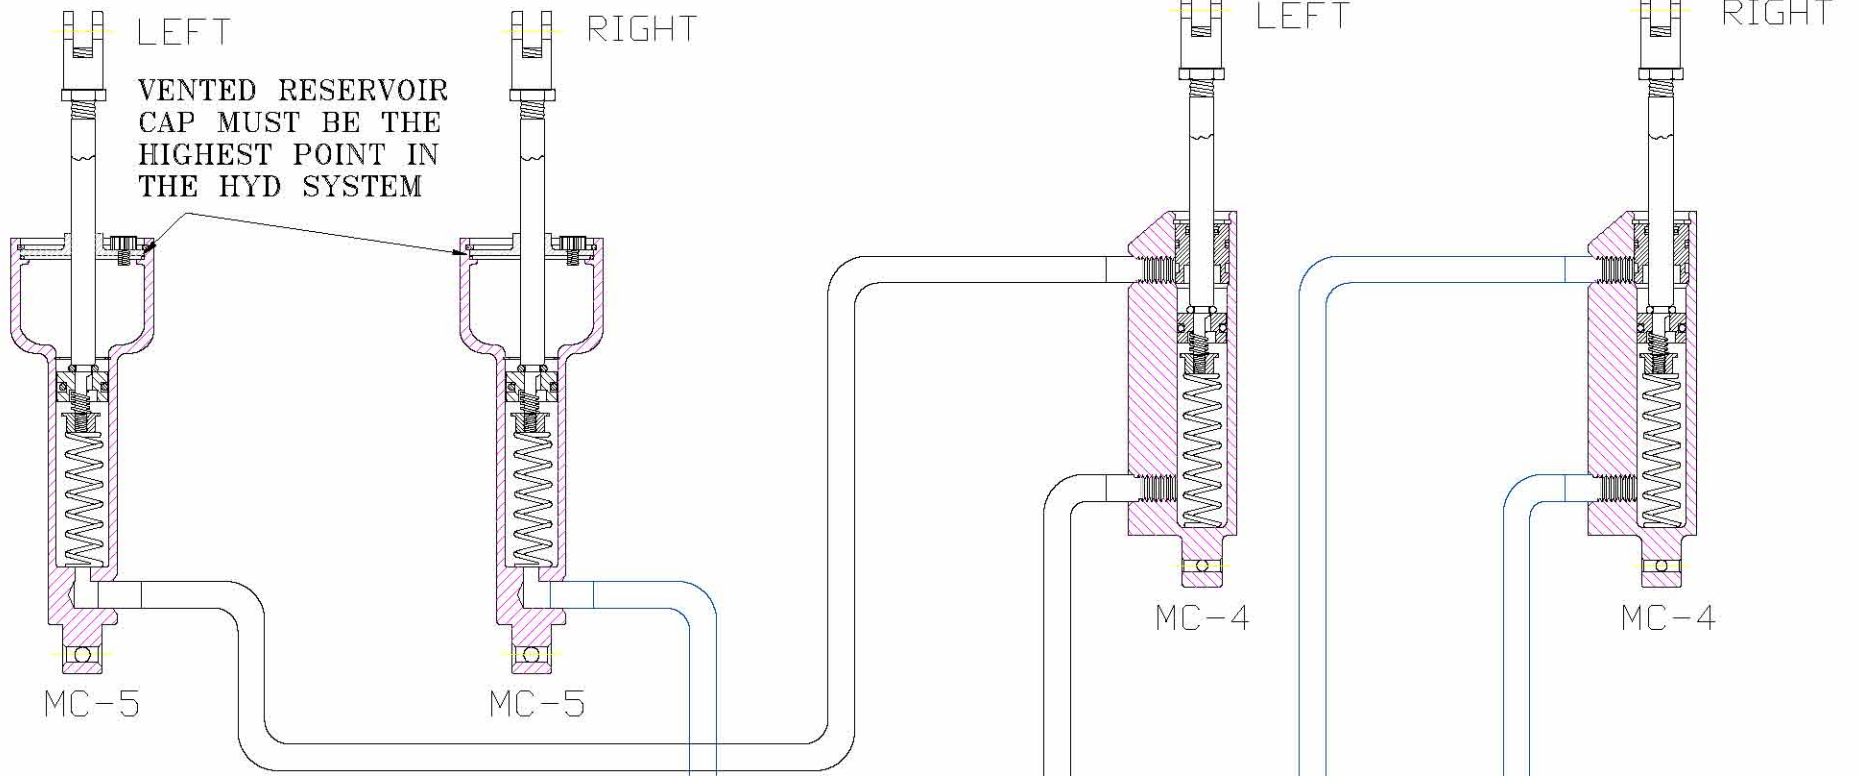 LEFT
RIGHT
LEFT
RIGHT
VENTED RESERVOIR
CAP MUST BE THE
HIGHEST POINT IN
THE HYD SYSTEM
MC-5
MC-5
MC-4
MC-4